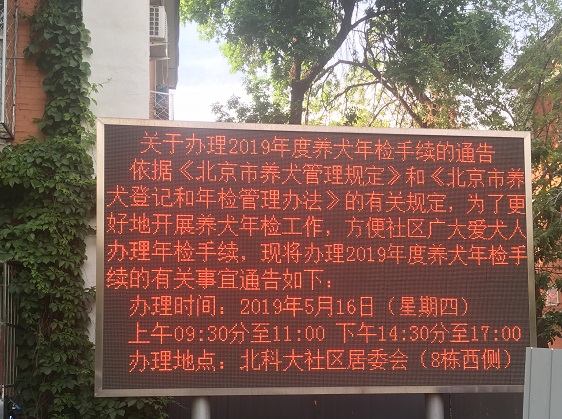 关于办理2019年度养犬年检手续的通告
依据《北京市养犬管理规定》和《北京市养
犬登记和年检管理办法》的有关规定，为了更
好地开展养犬年检工作，方便社区广大爱犬人
办理年检手续，现将办理2019年度养犬年检手
续的有关事宜通告如下：
办理时间：2019年5月16日（星期四）
上午09:30分至11:00 下午14:30分至17:00
办理地点：北科大社区居委会（8栋西侧）